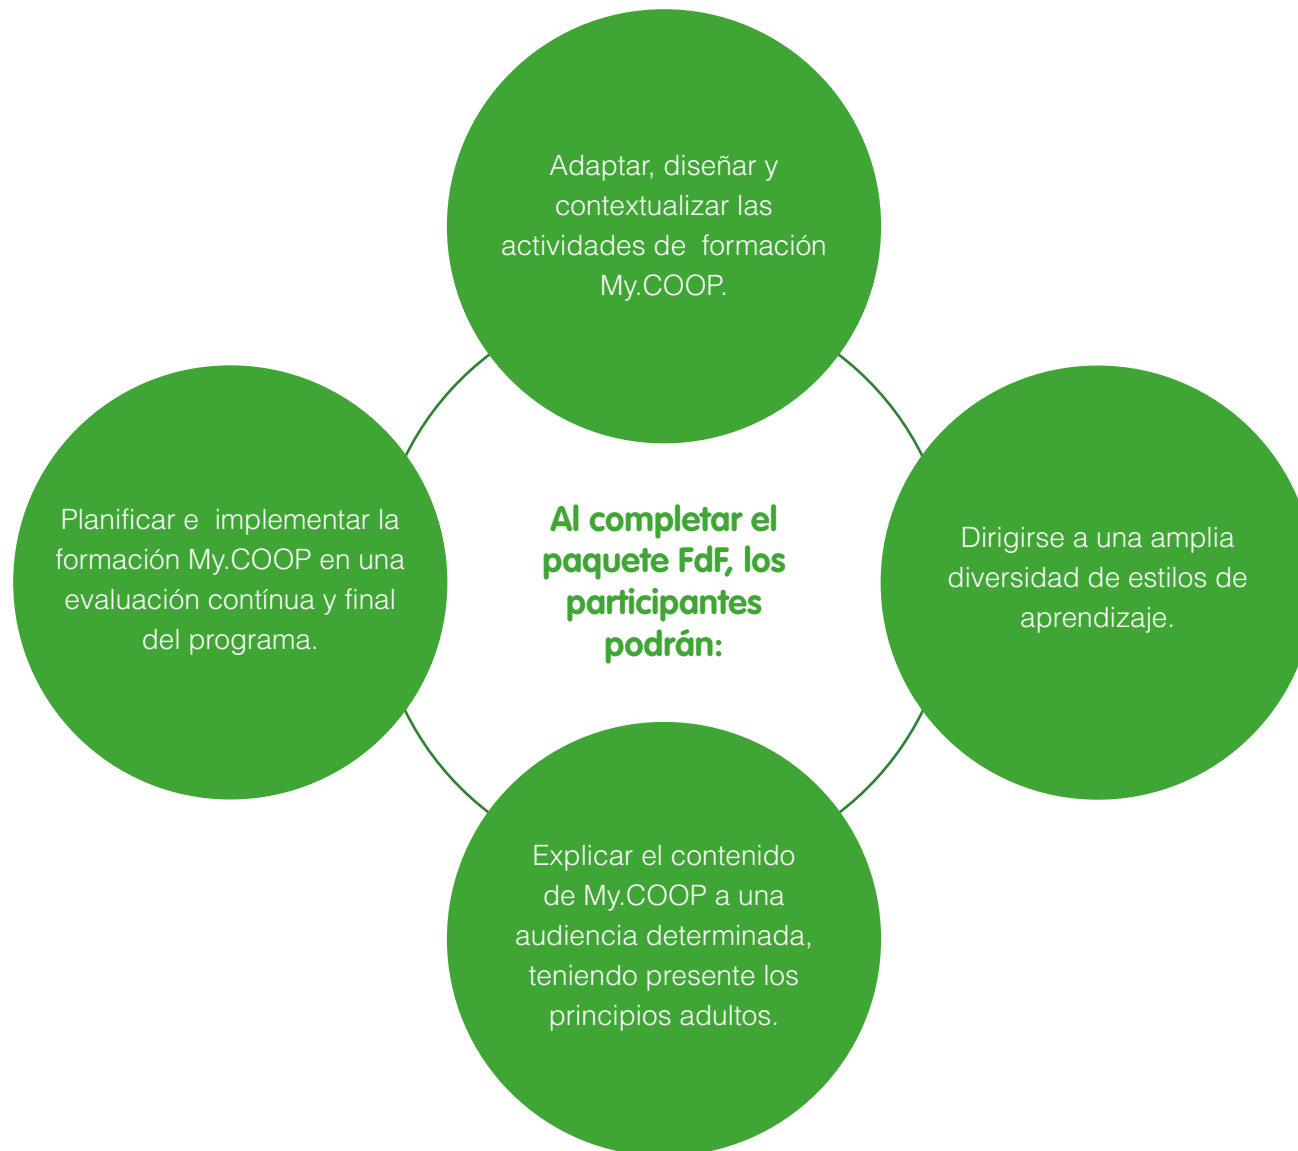 Adaptar, diseñar y
contextualizar las
actividades de  formación
My.COOP.
Planificar e  implementar la
formación My.COOP en una
evaluación contínua y final
del programa.
Al completar el
paquete FdF, los
participantes
podrán:
Dirigirse a una amplia
diversidad de estilos de
aprendizaje.
Explicar el contenido
de My.COOP a una
audiencia determinada,
teniendo presente los
principios adultos.